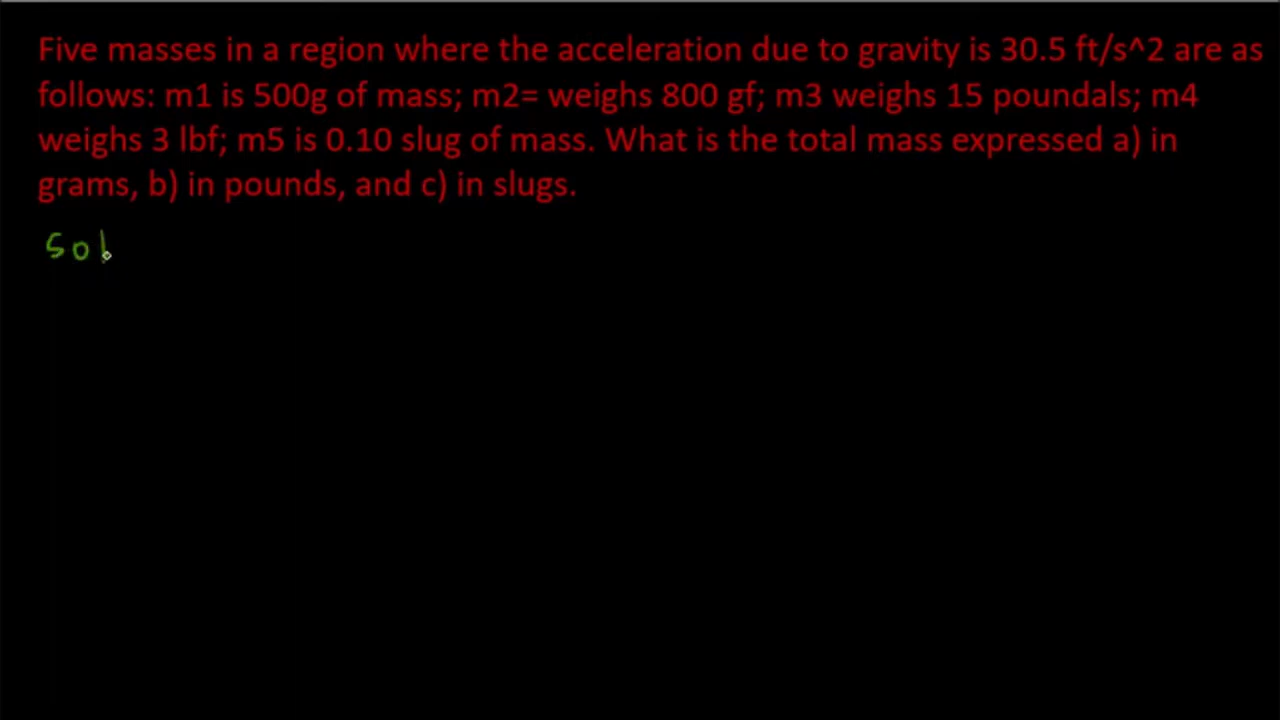 Five masses in a region where the acceleration due to gravity is 30.5 ft/s^2 are as
follows: m1 is 500g of mass; m2= weighs 800 gf; m3 weighs 15 poundals; m4
weighs 3 lbf; m5 is 0.10 slug of mass. What is the total mass expressed a) in
grams, b) in pounds, and c) in slugs.
Sol